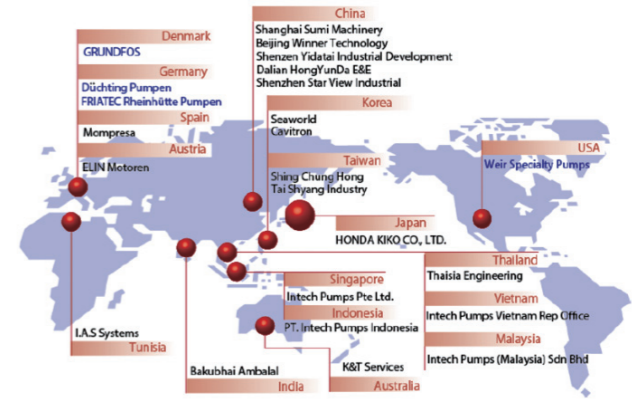 Denmark
GRUNDFOS
Germany
Düchting Pumpen
FRIATEC Rheinhütte Pumpen
Spain
Mompresa
Austria
ELIN Motoren
China
Shanghai Sumi Machinery
Beijing Winner Technology
Shenzen Yidatai Industrial Development
Dalian HongYunDa E&E
Shenzhen Star View Industrial
Korea
Seaworld
Cavitron
Taiwan
Shing Chung Hong
Tai Shyang Industry
USA
Weir Specialty Pumps
Japan
HONDA KIKO CO., LTD.
Thailand
Thaisia Engineering
Vietnam
Intech Pumps Vietnam Rep Office
Malaysia
Intech Pumps (Malaysia) Sdn Bhd
Singapore
Intech Pumps Pte Ltd.
Indonesia
PT. Intech Pumps Indonesia
I.A.S Systems
Tunisia
Bakubhai Ambalal
India
K&T Services
Australia